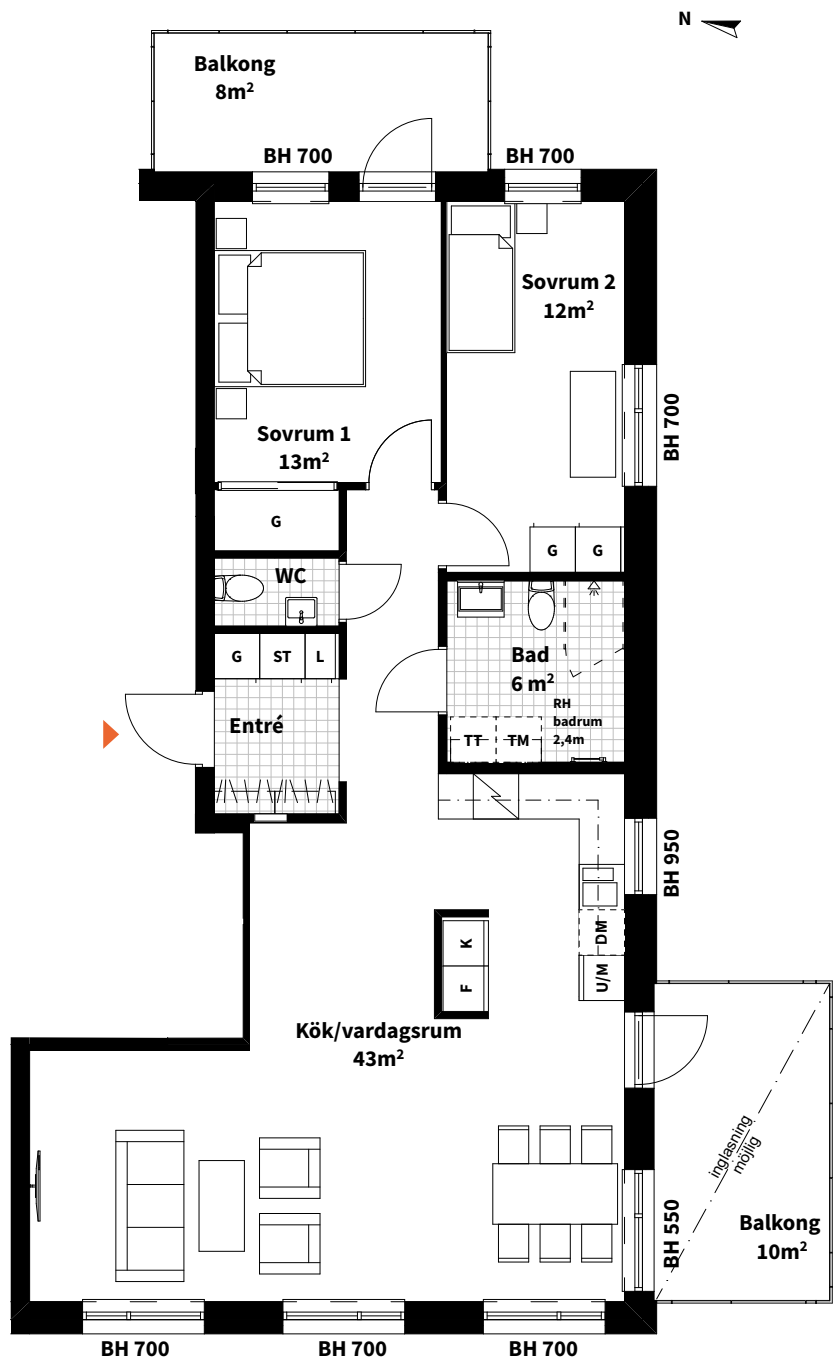 N
Balkong
8m²
BH 700
BH 700
Sovrum 2
12m²
BH 700
Sovrum 1
13m²
G
G
G
WC
G
ST
L
Bad
6 m²
RH
badrum
2,4m
Entré
TT
TM
BH 950
K
F
DM
U/M
Kök/vardagsrum
43m²
inglasning
möjlig
BH 550
Balkong
10m²
BH 700
BH 700
BH 700